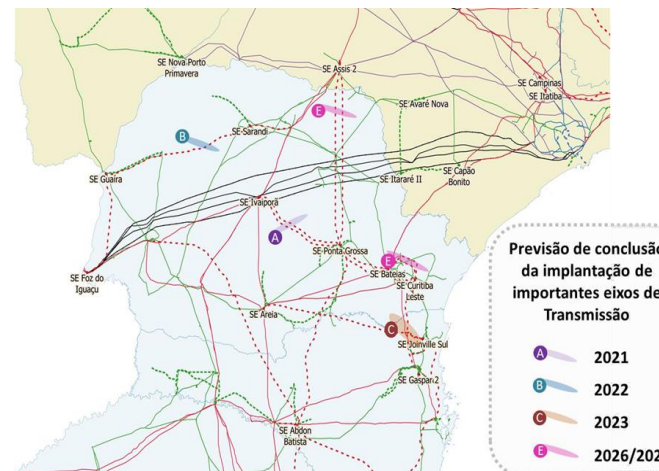 SE Nova Porto
Primavera
SE Assis 2
SE Campinas
SE Itatiba
E
SE Avaré Nova
B
SE Sarandi
SE Guaíra
SE Itararé II
SE Capão
Bonito
SE Ivaiporã
A
SE Ponta Grossa
E
SE Bateias
SE Foz do
Iguaçu
SE Curitiba
Leste
SE Areia
C
SE Joinville Sul
SE Gaspar 2
SE Abdon
Batista
Previsão de conclusão
da implantação de
importantes eixos de
Transmissão
A 2021
B 2022
C 2023
E 2026/202